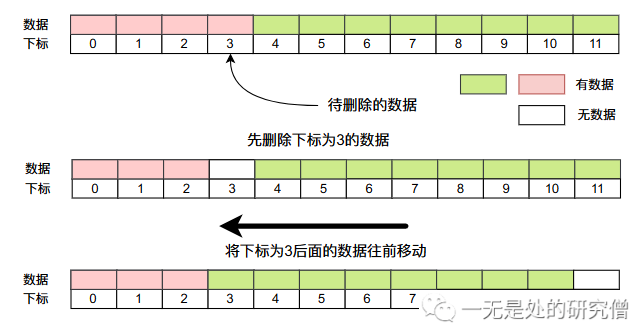 数据
下标 0 1 2 3 4 5 6 7 8 9 10 11
待删除的数据
有数据
无数据
先删除下标为3的数据
数据
下标 0 1 2 3 4 5 6 7 8 9 10 11
将下标为3后面的数据往前移动
数据
下标 0 1 2 3 4 5 6 7
一无是处的研究僧